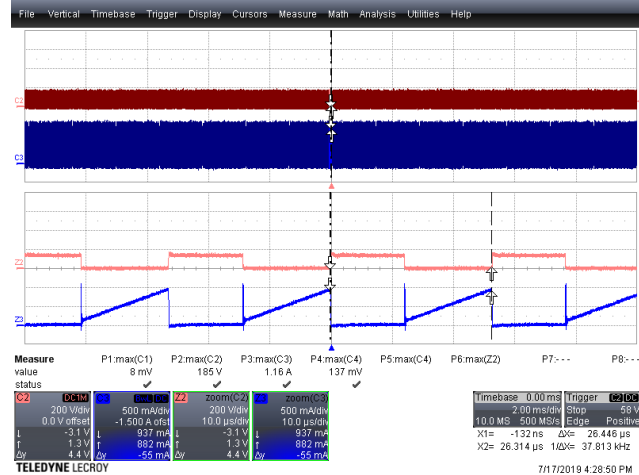 File Vertical Timebase Trigger Display Cursors Measure Math Analysis Utilities Help
C2
C3
Z2
Z3
Measure P1:max(C1) P2:max(C2) P3:max(C3) P4:max(C4) P5:max(C4) P6:max(Z2) P7:- - - P8:- - -
value 8 mV 185 V 1.16 A 137 mV
status
C2 DC1M Z2 zoom(C2) zoom(C3) Timebase 0.00 ms Trigger C2 DC
200 V/div 500 mA/div 200 V/div 500 mA/div 2.00 ms/div Stop 58 V
0.0 V offset -1.500 A ofst 10.0 µs/div 10.0 µs/div 10.0 MS 500 MS/s Edge Positive
-3.1 V 937 mA -3.1 V 937 mA X1= -132 ns ΔX= 26.446 µs
1.3 V 882 mA 1.3 V 882 mA X2= 26.314 µs 1/ΔX= 37.813 kHz
Δy 4.4 V Δy -55 mA Δy 4.4 V Δy -55 mA
TELEDYNE LECROY 7/17/2019 4:28:50 PM